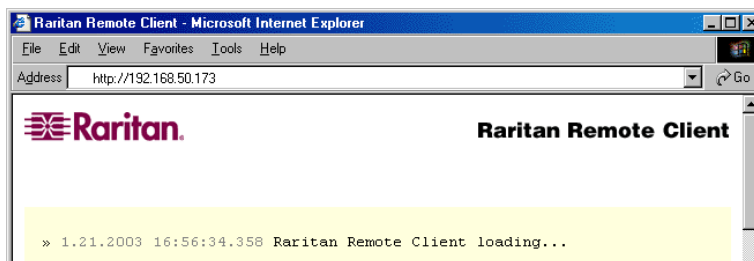 Raritan Remote Client - Microsoft Internet Explorer
File Edit View Favorites Tools Help
Address http://192.168.50.173 Go
Raritan. Raritan Remote Client
» 1.21.2003 16:56:34.358 Raritan Remote Client loading...